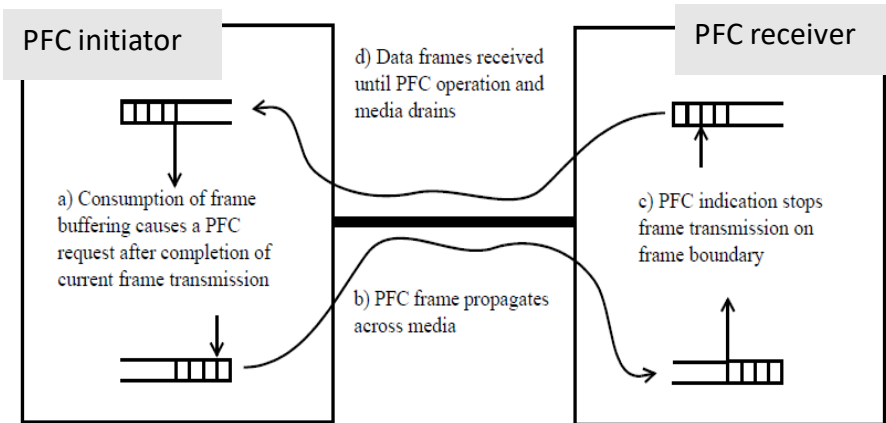 PFC initiator
PFC receiver
d) Data frames received
until PFC operation and
media drains
a) Consumption of frame
buffering causes a PFC
request after completion of
current frame transmission
c) PFC indication stops
frame transmission on
frame boundary
b) PFC frame propagates
across media